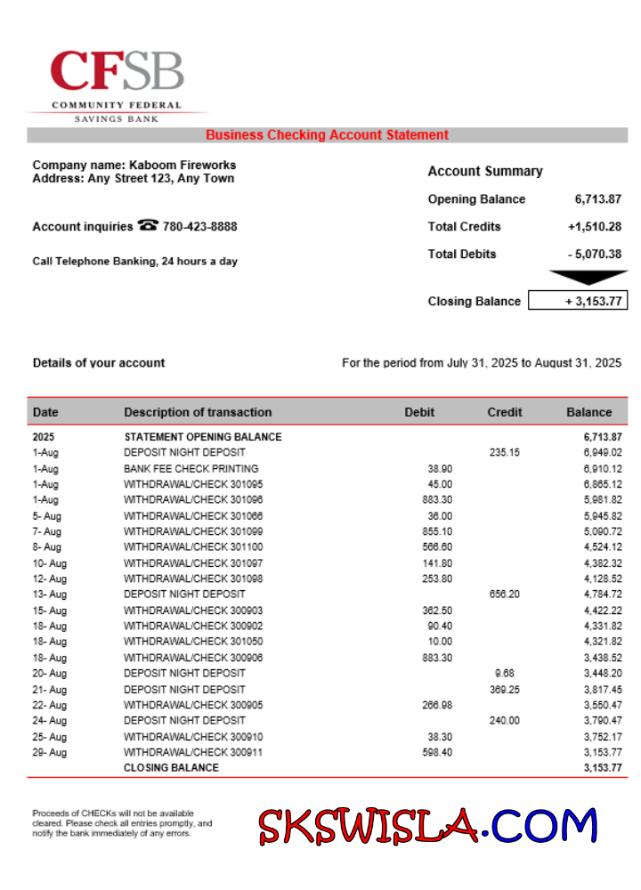 CFSB
COMMUNITY FEDERAL
SAVINGS BANK
Business Checking Account Statement
Company name: Kaboom Fireworks
Address: Any Street 123, Any Town
Account inquiries ☎ 780-423-8888
Call Telephone Banking, 24 hours a day
Account Summary
Opening Balance 6,713.87
Total Credits +1,510.28
Total Debits - 5,070.38
Closing Balance + 3,153.77
Details of your account For the period from July 31, 2025 to August 31, 2025
Date Description of transaction Debit Credit Balance
2025 STATEMENT OPENING BALANCE 6,713.87
1-Aug DEPOSIT NIGHT DEPOSIT 235.15 6,949.02
1-Aug BANK FEE CHECK PRINTING 38.90 6,910.12
1-Aug WITHDRAWAL/CHECK 301095 45.00 6,865.12
1-Aug WITHDRAWAL/CHECK 301096 883.30 5,981.82
5- Aug WITHDRAWAL/CHECK 301066 36.00 5,945.82
7- Aug WITHDRAWAL/CHECK 301099 855.10 5,090.72
8- Aug WITHDRAWAL/CHECK 301100 566.60 4,524.12
10- Aug WITHDRAWAL/CHECK 301097 141.80 4,382.32
12- Aug WITHDRAWAL/CHECK 301098 253.80 4,128.52
13- Aug DEPOSIT NIGHT DEPOSIT 656.20 4,784.72
15- Aug WITHDRAWAL/CHECK 300903 362.50 4,422.22
18- Aug WITHDRAWAL/CHECK 300902 90.40 4,331.82
18- Aug WITHDRAWAL/CHECK 301050 10.00 4,321.82
18- Aug WITHDRAWAL/CHECK 300906 883.30 3,438.52
20- Aug DEPOSIT NIGHT DEPOSIT 9.68 3,448.20
21- Aug DEPOSIT NIGHT DEPOSIT 369.25 3,817.45
22- Aug WITHDRAWAL/CHECK 300905 266.98 3,550.47
24- Aug DEPOSIT NIGHT DEPOSIT 240.00 3,790.47
25- Aug WITHDRAWAL/CHECK 300910 38.30 3,752.17
29- Aug WITHDRAWAL/CHECK 300911 598.40 3,153.77
CLOSING BALANCE 3,153.77
Proceeds of CHECKs will not be available
cleared. Please check all entries promptly, and
notify the bank immediately of any errors.
SKSWISLA.COM